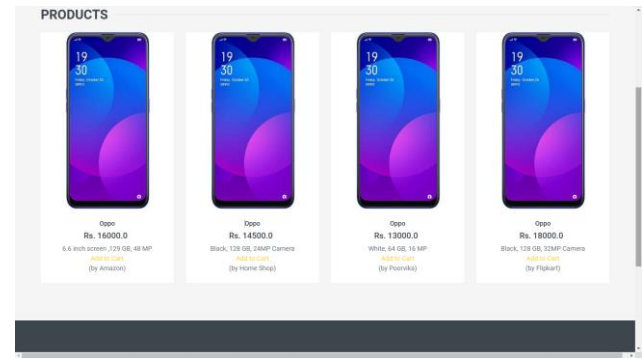 PRODUCTS
19
30
19
30
19
30
19
30
Oppo
Rs. 16000.0
6.6 inch screen ,129 GB, 48 MP
Add to Cart
(by Amazon)
Oppo
Rs. 14500.0
Black, 128 GB, 24MP Camera
Add to Cart
(by Home Shop)
Oppo
Rs. 13000.0
White, 64 GB, 16 MP
Add to Cart
(by Poorvika)
Oppo
Rs. 18000.0
Black, 128 GB, 32MP Camera
Add to Cart
(by Flipkart)